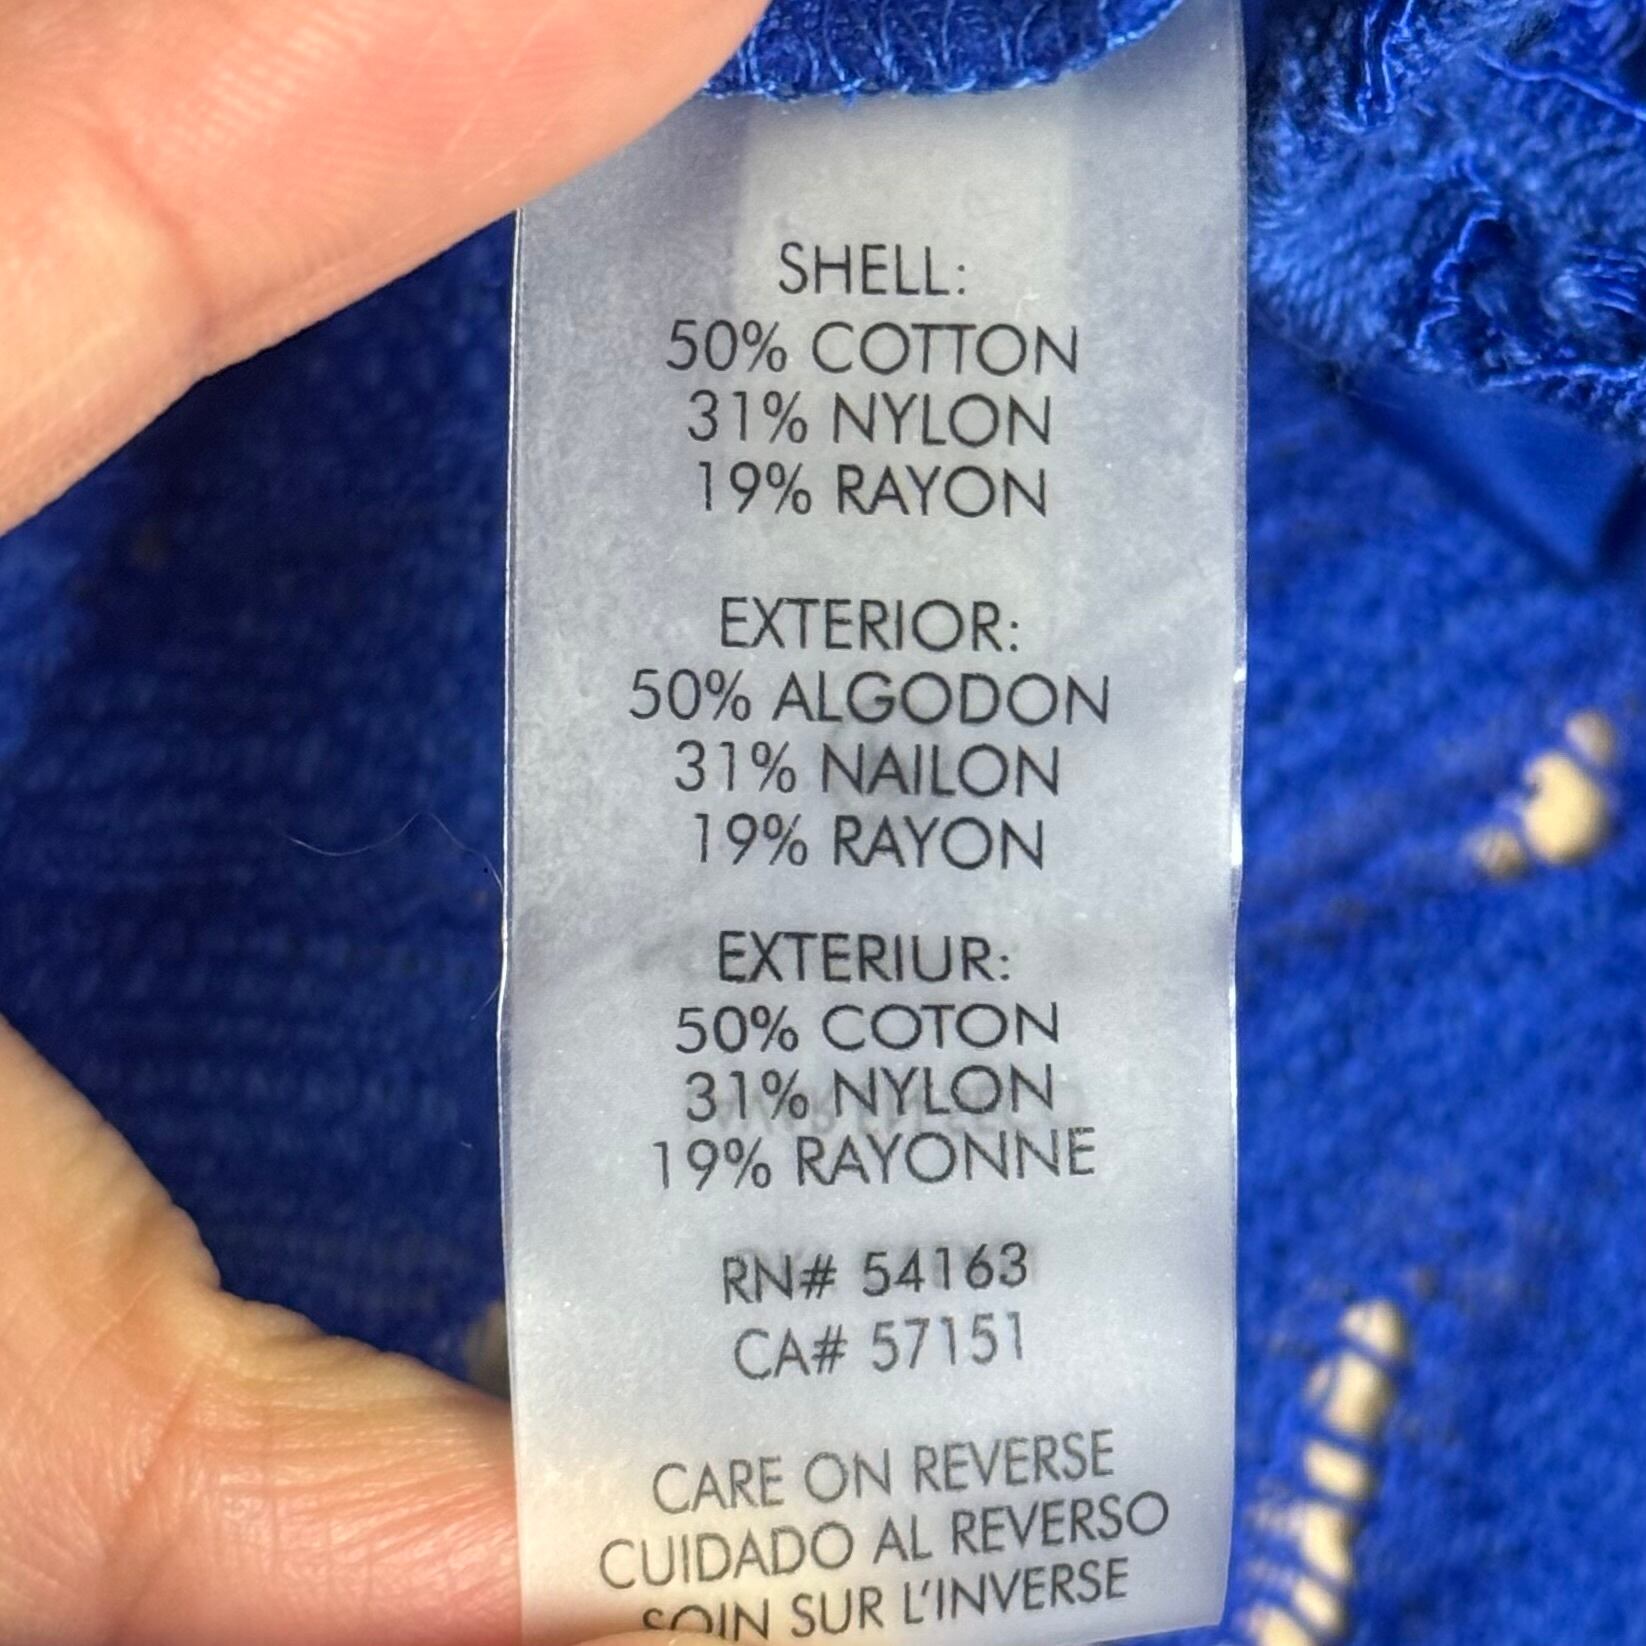 SHELL:
50% COTTON
31% NYLON
19% RAYON
EXTERIOR:
50% ALGODON
31% NAILON
19% RAYON
EXTERIUR:
50% COTON
31% NYLON
19% RAYONNE
RN# 54163
CA# 57151
CARE ON REVERSE
CUIDADO AL REVERSO
SOIN SUR L'INVERSE